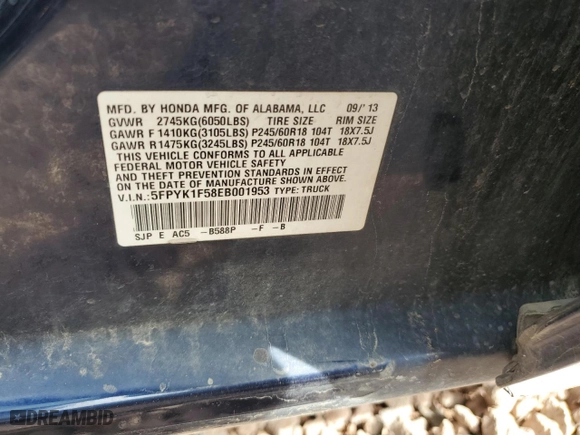 MFD. BY HONDA MFG. OF ALABAMA, LLC 09/'13
GVWR 2745KG(6050LBS) TIRE SIZE RIM SIZE
GAWR F 1410KG(3105LBS) P245/60R18 104T 18X7.5J
GAWR R 1475KG(3245LBS) P245/60R18 104T 18X7.5J
THIS VEHICLE CONFORMS TO ALL APPLICABLE
FEDERAL MOTOR VEHICLE SAFETY
AND THEFT PREVENTION STANDARDS IN EFFECT
ON THE DATE OF MANUFACTURE SHOWN ABOVE.
V.I.N.:5FPYK1F58EB001953 TYPE: TRUCK
SJP E AC5 -B588P -F -B
DREAMBID